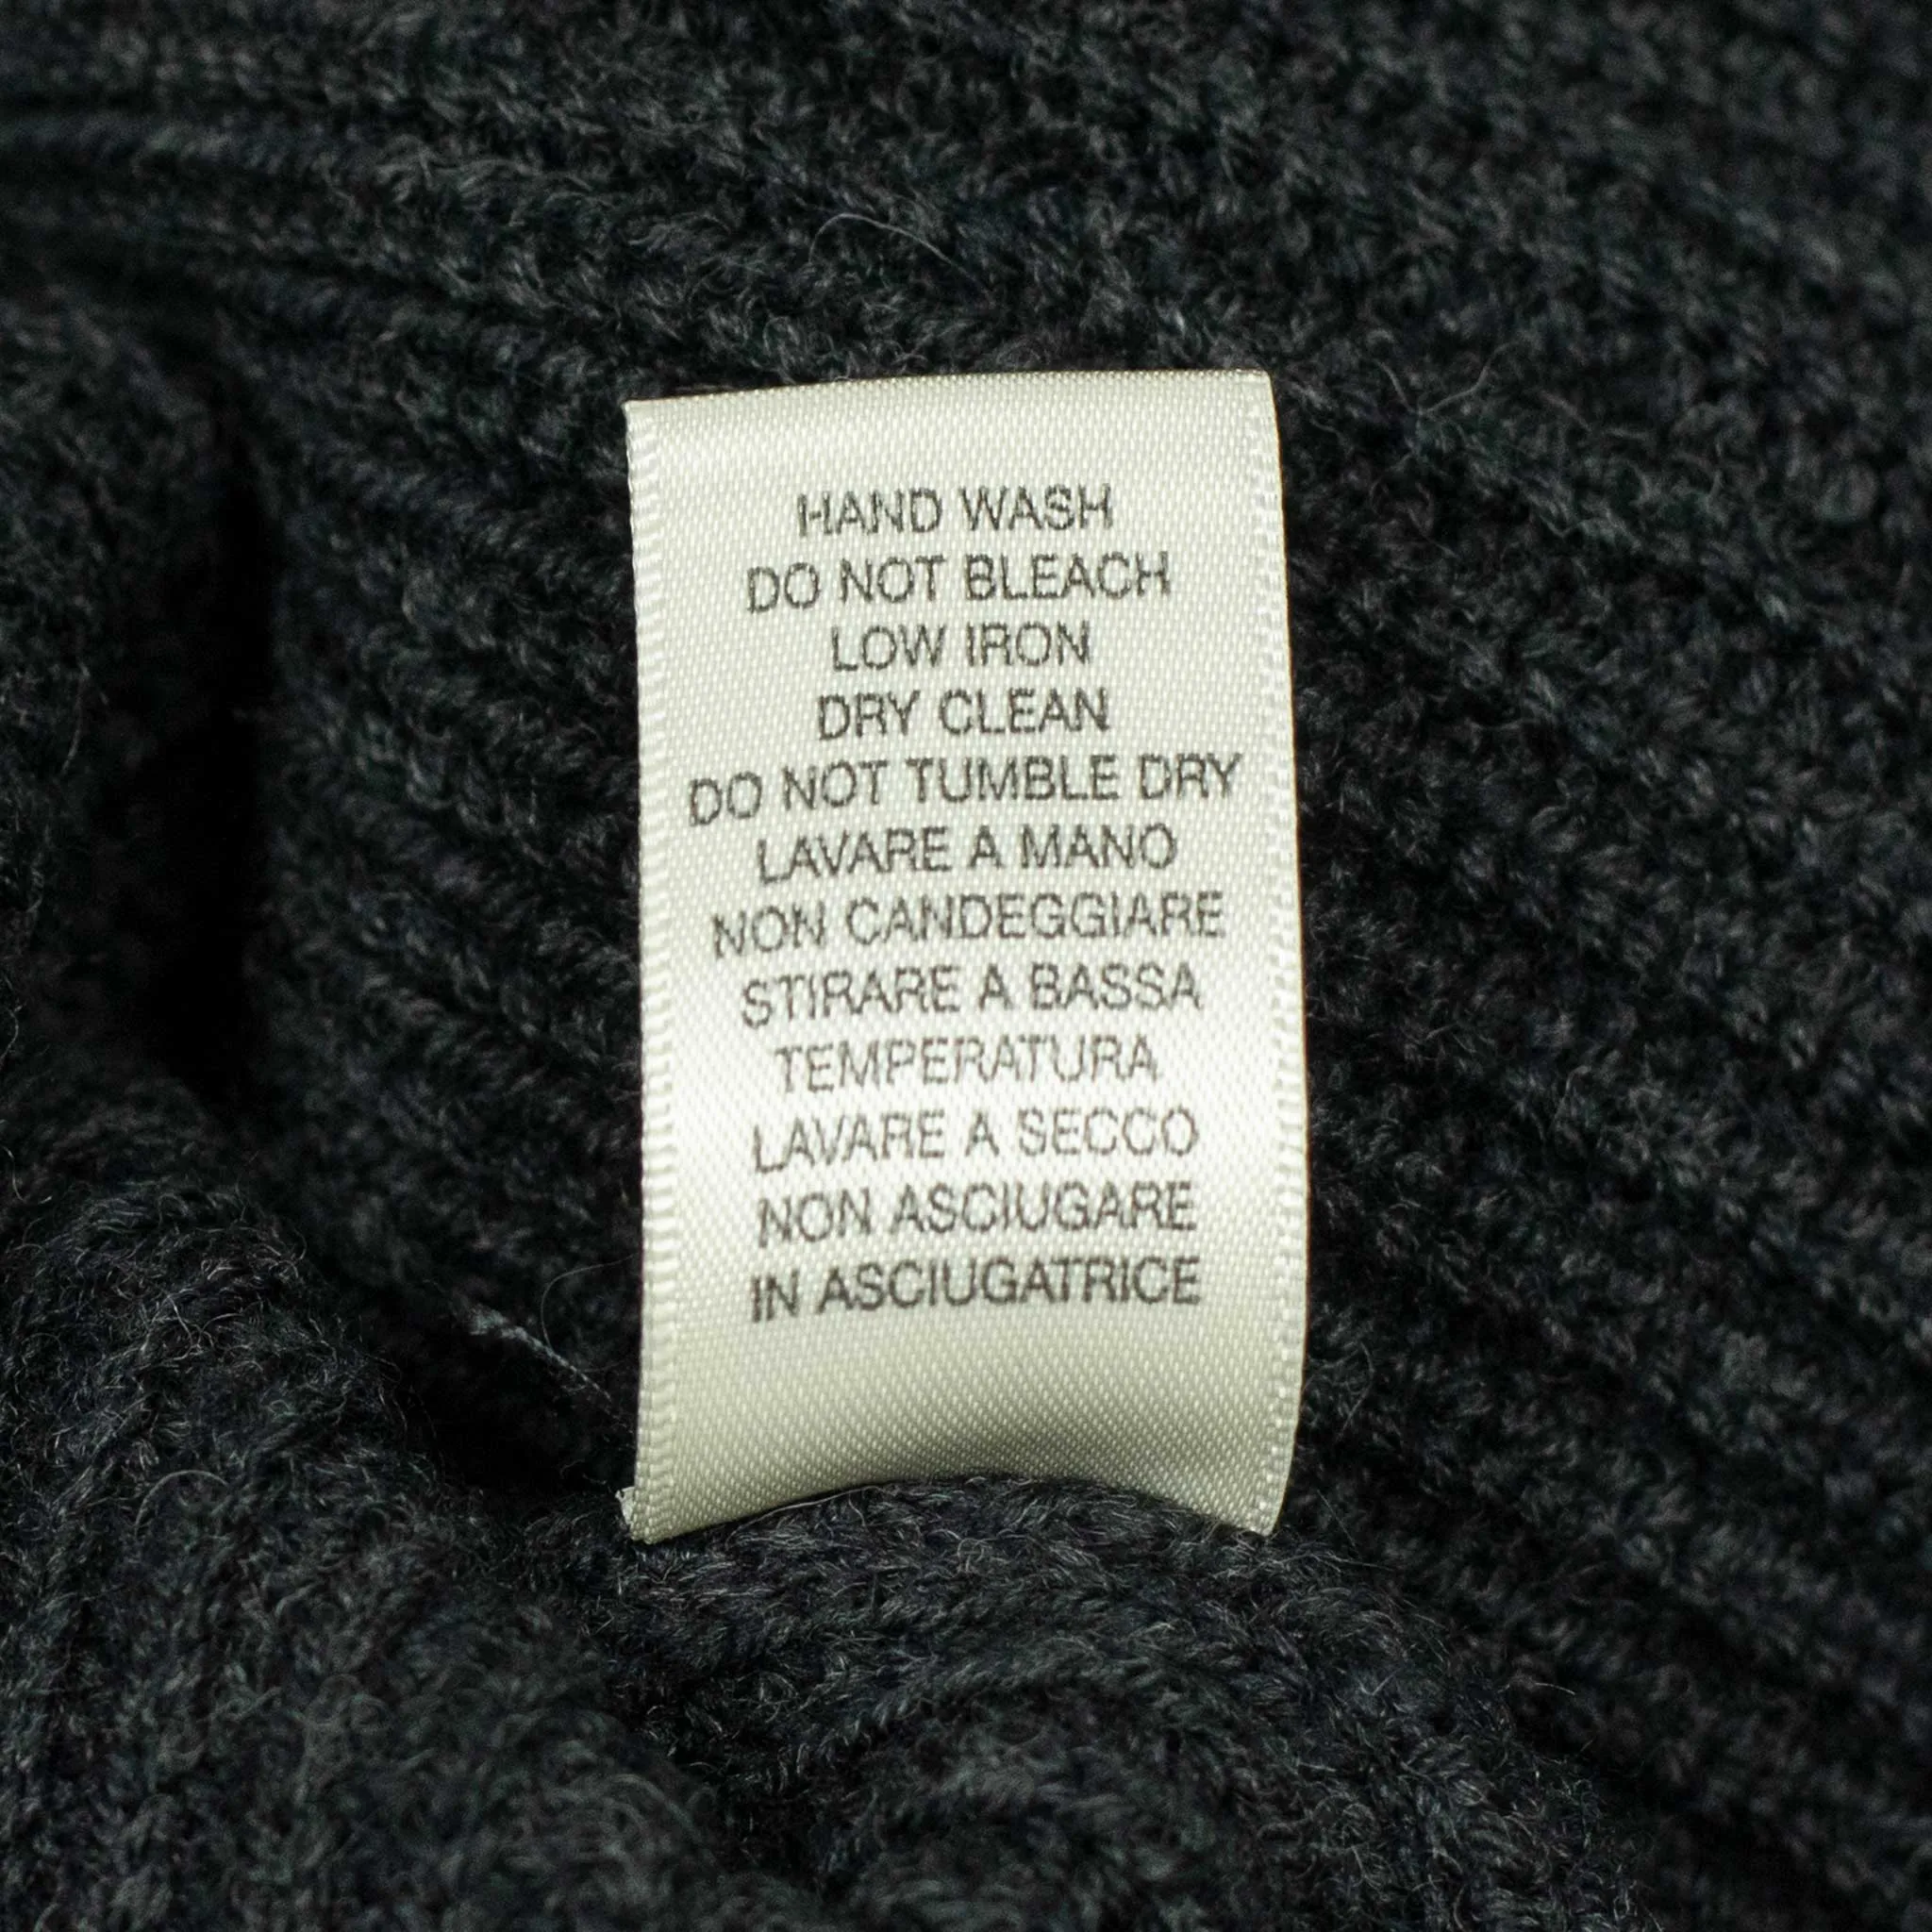 HAND WASH
DO NOT BLEACH
LOW IRON
DRY CLEAN
DO NOT TUMBLE DRY
LAVARE A MANO
NON CANDEGGIARE
STIRARE A BASSA
TEMPERATURA
LAVARE A SECCO
NON ASCIUGARE
IN ASCIUGATRICE